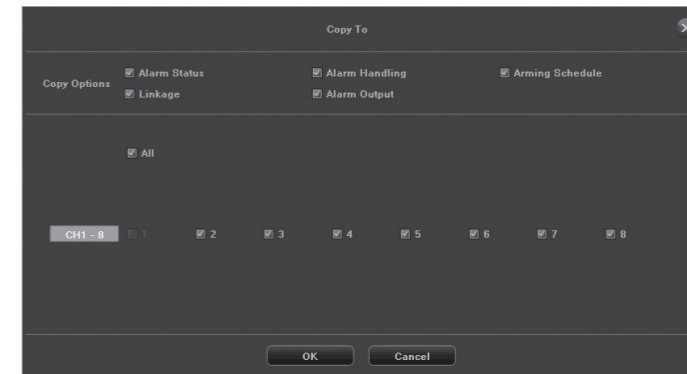 Copy To
Copy Options
Alarm Status
Alarm Handling
Arming Schedule
Linkage
Alarm Output
All
CH1 - 8 1 2 3 4 5 6 7 8
OK Cancel